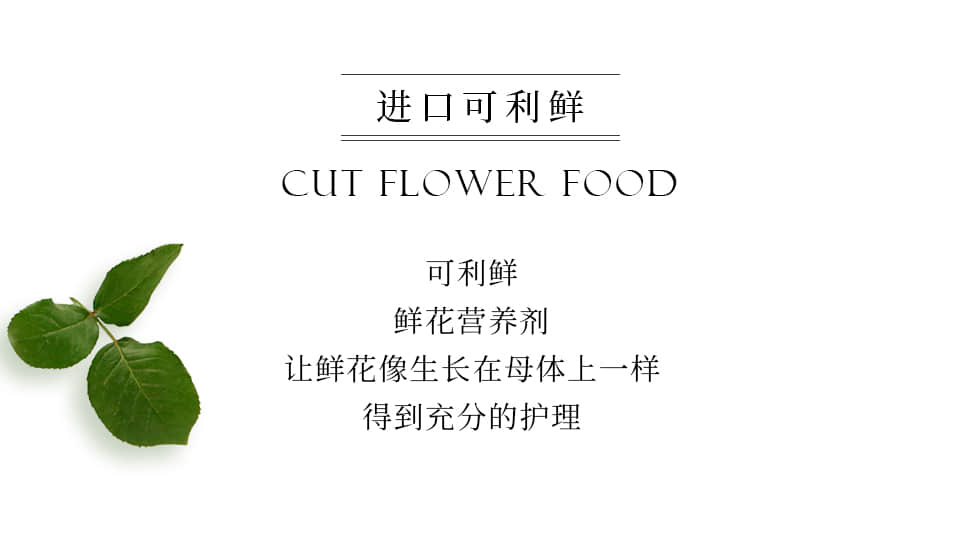 进口可利鲜
CUT FLOWER FOOD
可利鲜
鲜花营养剂
让鲜花像生长在母体上一样
得到充分的护理